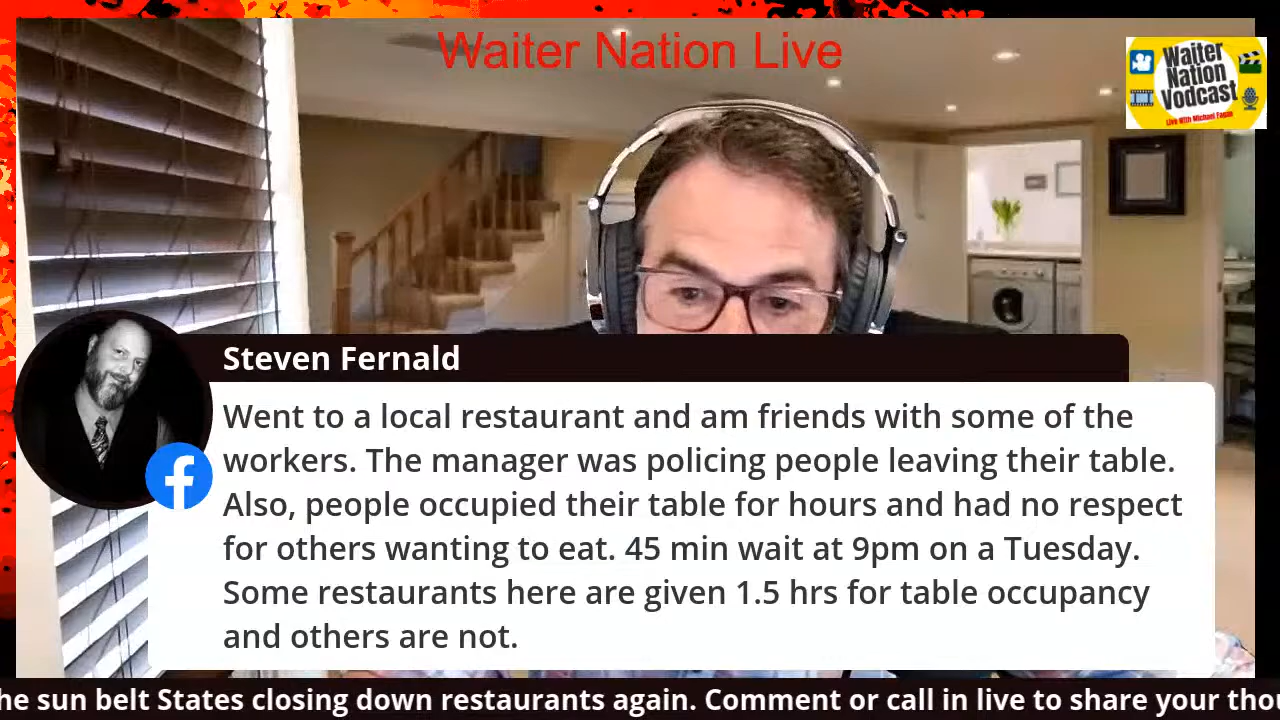 Waiter Nation Live
Waiter
Nation
Vodcast
Live With Michael Fagan
Steven Fernald
Went to a local restaurant and am friends with some of the
workers. The manager was policing people leaving their table.
Also, people occupied their table for hours and had no respect
for others wanting to eat. 45 min wait at 9pm on a Tuesday.
Some restaurants here are given 1.5 hrs for table occupancy
and others are not.
he sun belt States closing down restaurants again. Comment or call in live to share your thou